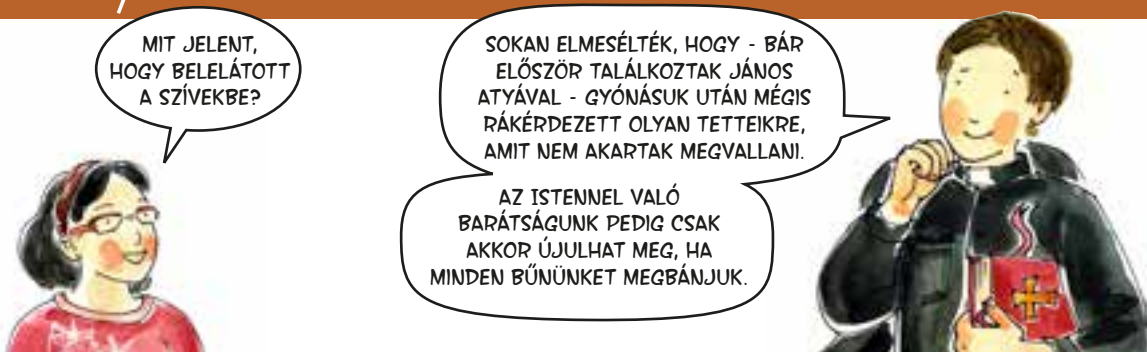 MIT JELENT,
HOGY BELELÁTOTT
A SZÍVEKBE?
SOKAN ELMESÉLTÉK, HOGY - BÁR
ELŐSZÖR TALÁLKOZTAK JÁNOS
ATYÁVAL - GYÓNÁSUK UTÁN MÉGIS
RÁKÉRDEZETT OLYAN TETTEIKRE,
AMIT NEM AKARTAK MEGVALLANI.
AZ ISTENNEL VALÓ
BARÁTSÁGUNK PEDIG CSAK
AKKOR ÚJULHAT MEG, HA
MINDEN BŰNÜNKET MEGBÁNJUK.